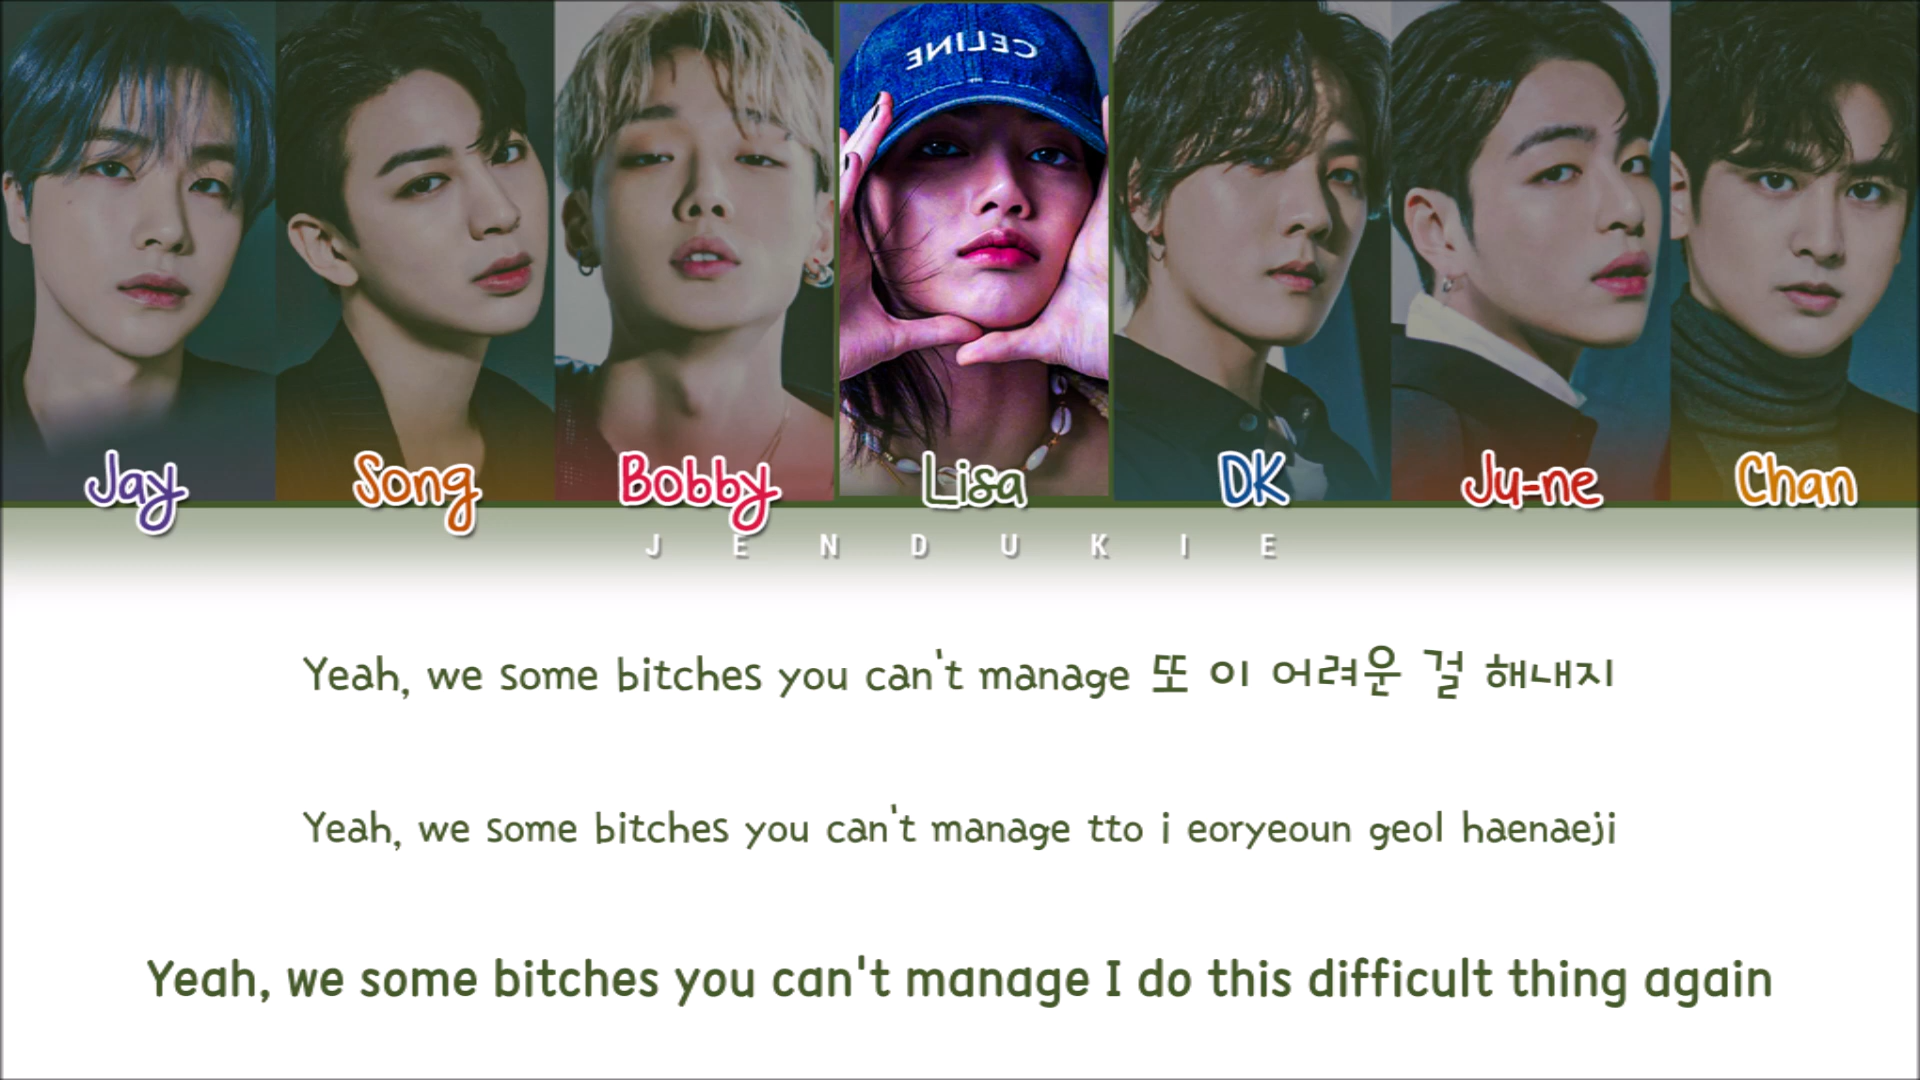 CELINE
Jay Song Bobby Lisa DK Ju-ne Chan
JENDUKIE
Yeah, we some bitches you can't manage 또 이 어려운 걸 해내지
Yeah, we some bitches you can't manage tto i eoryeoun geol haenaeji
Yeah, we some bitches you can't manage I do this difficult thing again